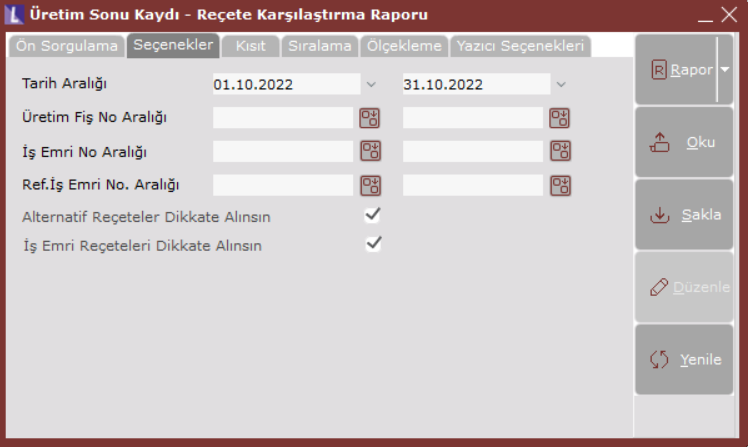 Üretim Sonu Kaydı - Reçete Karşılaştırma Raporu
Ön Sorgulama Seçenekler Kısıt Sıralama Ölçekleme Yazıcı Seçenekleri
Tarih Aralığı 01.10.2022 31.10.2022
Üretim Fiş No Aralığı
İş Emri No Aralığı
Ref.İş Emri No. Aralığı
Alternatif Reçeteler Dikkate Alınsın
İş Emri Reçeteleri Dikkate Alınsın
Rapor
Oku
Sakla
Düzenle
Yenile